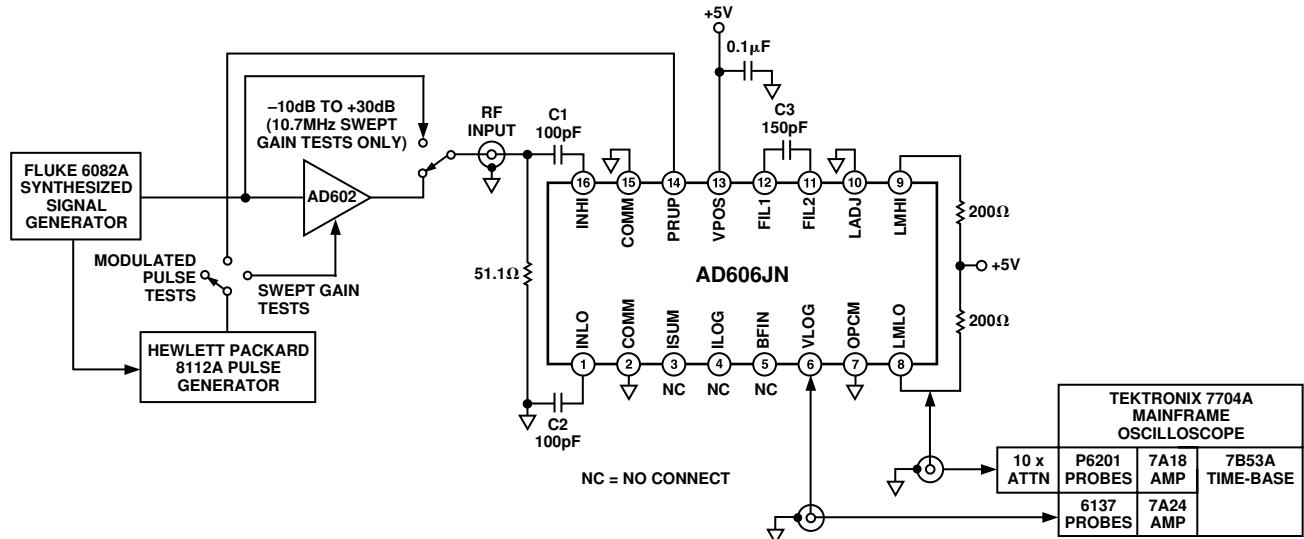 +5V
0.1μF
–10dB TO +30dB
(10.7MHz SWEPT
GAIN TESTS ONLY)
RF
INPUT
C1
100pF
C3
150pF
FLUKE 6082A
SYNTHESIZED
SIGNAL
GENERATOR
AD602
16 15 14 13 12 11 10 9
INHI COMM PRUP VPOS FIL1 FIL2 LADJ LMHI
200Ω
+5V
200Ω
51.1Ω
AD606JN
MODULATED
PULSE
TESTS
SWEPT GAIN
TESTS
HEWLETT PACKARD
8112A PULSE
GENERATOR
INLO COMM ISUM ILOG BFIN VLOG OPCM LMLO
1 2 3 4 5 6 7 8
NC NC NC
C2
100pF
NC = NO CONNECT
TEKTRONIX 7704A
MAINFRAME
OSCILLOSCOPE
10 x
ATTN
P6201
PROBES
7A18
AMP
7B53A
TIME-BASE
6137
PROBES
7A24
AMP